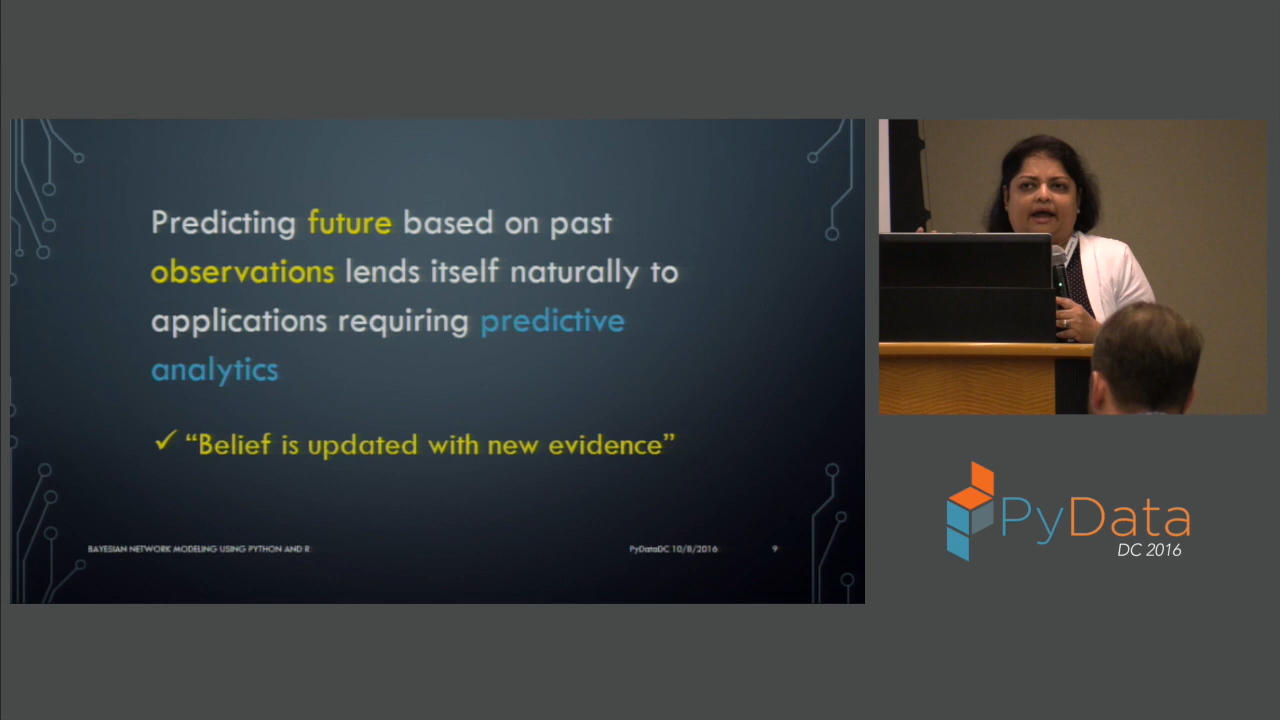 Predicting future based on past
observations lends itself naturally to
applications requiring predictive
analytics
✓ “Belief is updated with new evidence”
BAYESIAN NETWORK MODELING USING PYTHON AND R
PyDataDC 10/8/2016
9
PyData
DC 2016